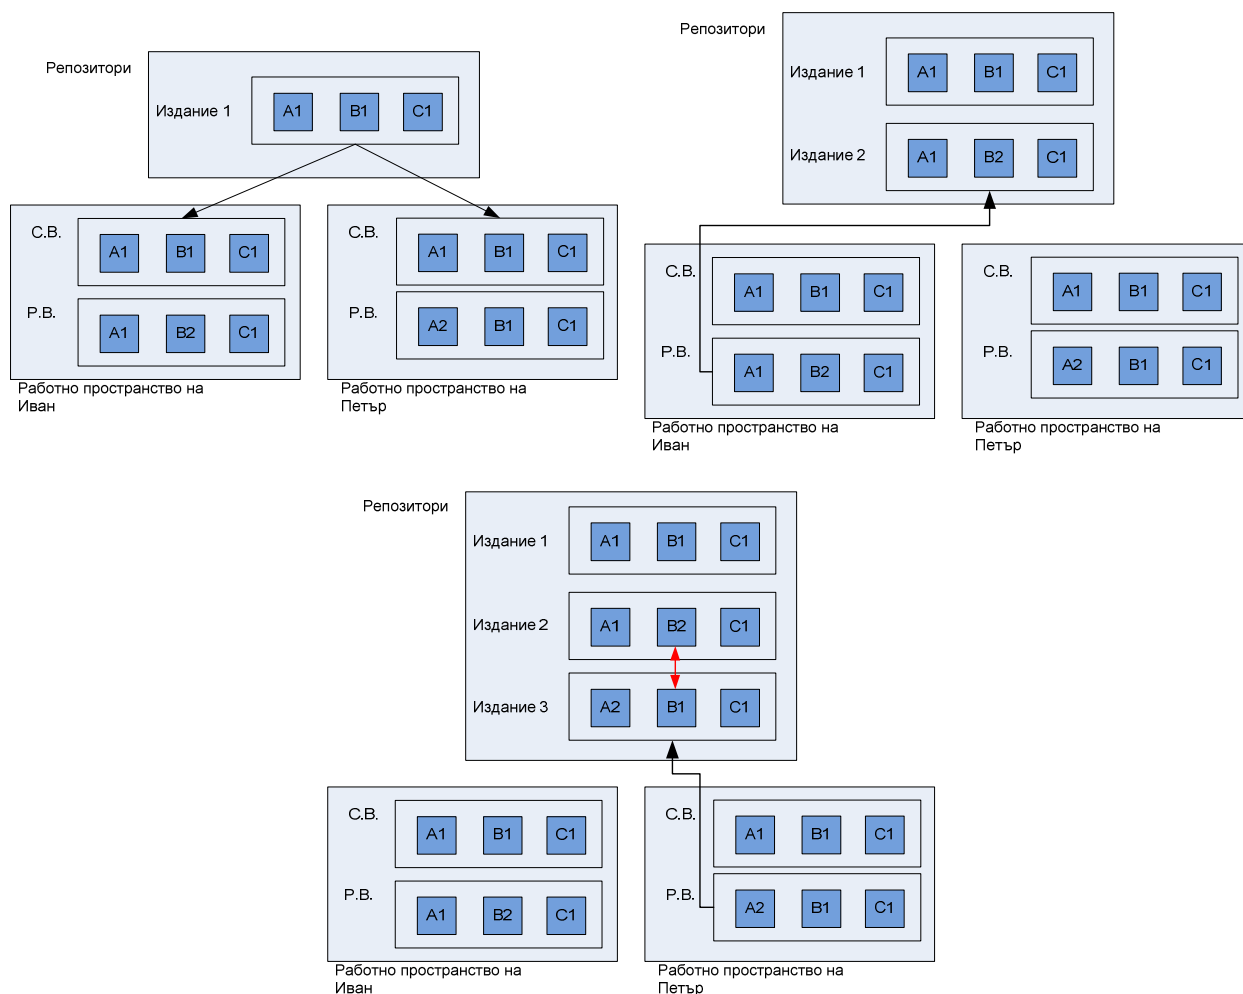 Репозитори
Издание 1
A1 B1 C1
С.В.
A1 B1 C1
Р.В.
A1 B2 C1
Работно пространство на
Иван
С.В.
A1 B1 C1
Р.В.
A2 B1 C1
Работно пространство на
Петър
Репозитори
Издание 1
A1 B1 C1
Издание 2
A1 B2 C1
С.В.
A1 B1 C1
Р.В.
A1 B2 C1
Работно пространство на
Иван
С.В.
A1 B1 C1
Р.В.
A2 B1 C1
Работно пространство на
Петър
Репозитори
Издание 1
A1 B1 C1
Издание 2
A1 B2 C1
Издание 3
A2 B1 C1
С.В.
A1 B1 C1
Р.В.
A1 B2 C1
Работно пространство на
Иван
С.В.
A1 B1 C1
Р.В.
A2 B1 C1
Работно пространство на
Петър